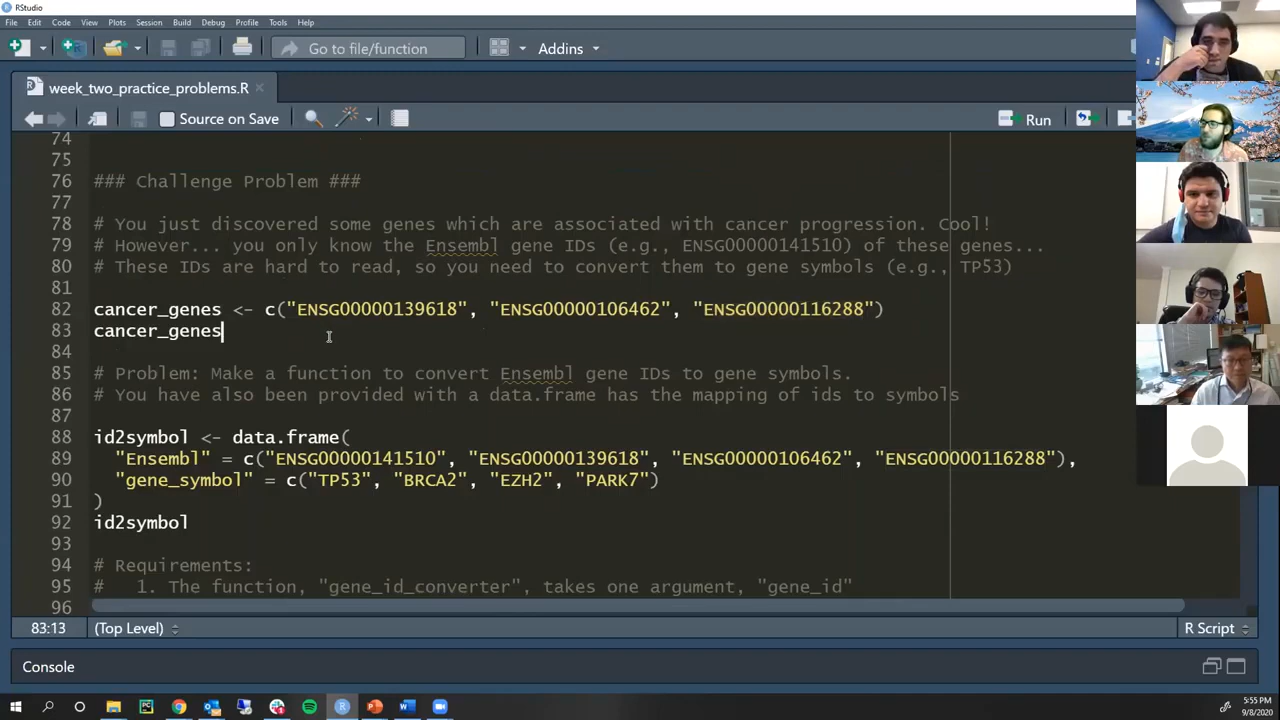 RStudio
File Edit Code View Plots Session Build Debug Profile Tools Help
Go to file/function Addins
week_two_practice_problems.R
Source on Save Run
74
75
76 ### Challenge Problem ###
77
78 # You just discovered some genes which are associated with cancer progression. Cool!
79 # However... you only know the Ensembl gene IDs (e.g., ENSG00000141510) of these genes...
80 # These IDs are hard to read, so you need to convert them to gene symbols (e.g., TP53)
81
82 cancer_genes <- c("ENSG00000139618", "ENSG00000106462", "ENSG00000116288")
83 cancer_genes
84
85 # Problem: Make a function to convert Ensembl gene IDs to gene symbols.
86 # You have also been provided with a data.frame has the mapping of ids to symbols
87
88 id2symbol <- data.frame(
89 "Ensembl" = c("ENSG00000141510", "ENSG00000139618", "ENSG00000106462", "ENSG00000116288"),
90 "gene_symbol" = c("TP53", "BRCA2", "EZH2", "PARK7")
91 )
92 id2symbol
93
94 # Requirements:
95 # 1. The function, "gene_id_converter", takes one argument, "gene_id"
96
83:13 (Top Level) R Script
Console
5:55 PM
9/8/2020